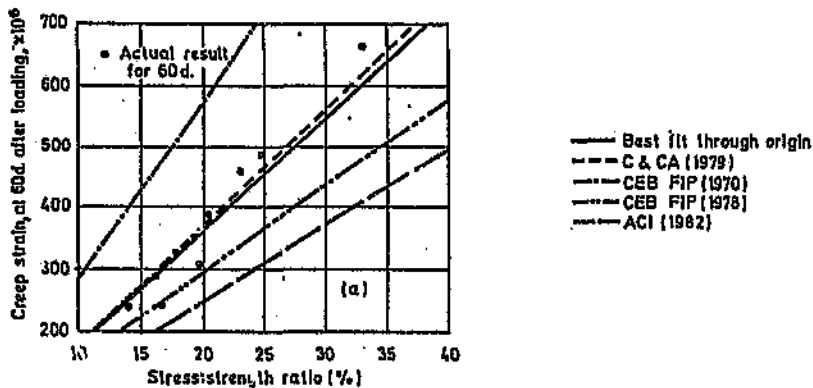 700
600
500
400
300
200
Creep strain, at 60d. after loading, ×10⁶
Actual result
for 60d.
(a)
10 15 20 25 30 35 40
Stress:strength ratio (%)
Best fit through origin
C & CA (1979)
CEB FIP (1970)
CEB FIP (1978)
ACI (1982)